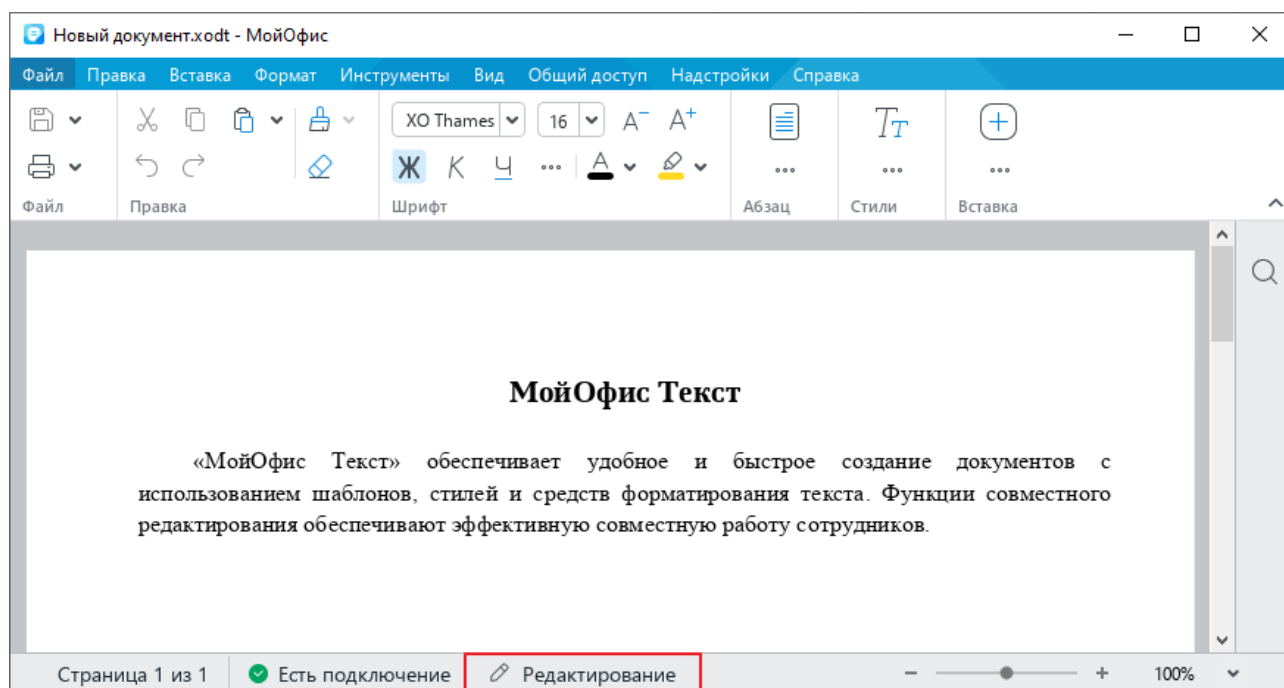 Новый документ.xodt - МойОфис
Файл Правка Вставка Формат Инструменты Вид Общий доступ Надстройки Справка
XO Thames 16 A− A+ Tт
Ж К Ч ... A
Файл Правка Шрифт Абзац Стили Вставка
МойОфис Текст
«МойОфис Текст» обеспечивает удобное и быстрое создание документов с
использованием шаблонов, стилей и средств форматирования текста. Функции совместного
редактирования обеспечивают эффективную совместную работу сотрудников.
Страница 1 из 1 Есть подключение Редактирование − + 100%